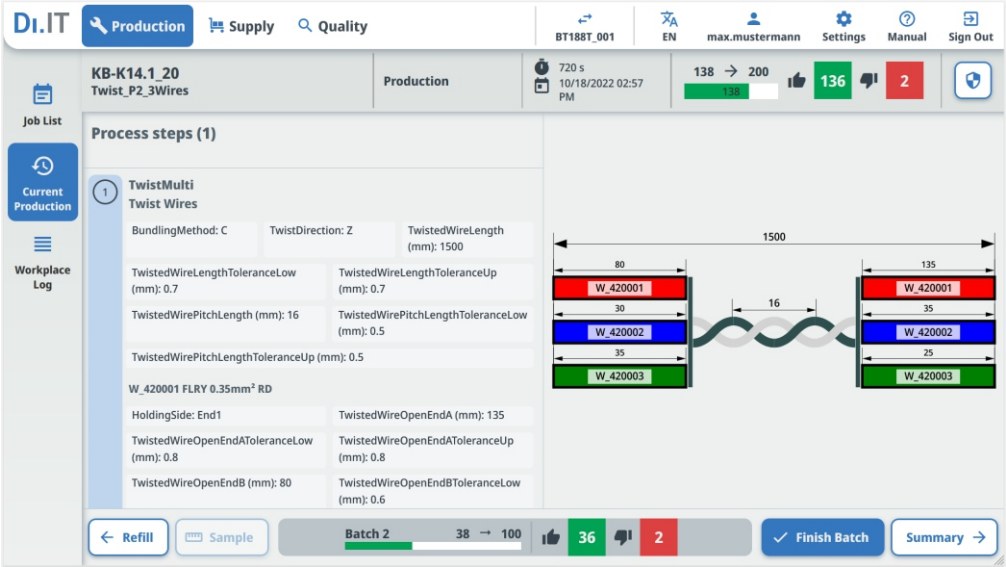 Di.IT
Production
Supply
Quality
BT188T_001
EN
max.mustermann
Settings
Manual
Sign Out
Job List
Current
Production
Workplace
Log
KB-K14.1_20
Twist_P2_3Wires
Production
720 s
10/18/2022 02:57
PM
138 → 200
138
136
2
Process steps (1)
1
TwistMulti
Twist Wires
BundlingMethod: C
TwistDirection: Z
TwistedWireLength
(mm): 1500
TwistedWireLengthToleranceLow
(mm): 0.7
TwistedWireLengthToleranceUp
(mm): 0.7
TwistedWirePitchLength (mm): 16
TwistedWirePitchLengthToleranceLow
(mm): 0.5
TwistedWirePitchLengthToleranceUp (mm): 0.5
W_420001 FLRY 0.35mm² RD
HoldingSide: End1
TwistedWireOpenEndA (mm): 135
TwistedWireOpenEndAToleranceLow
(mm): 0.8
TwistedWireOpenEndAToleranceUp
(mm): 0.8
TwistedWireOpenEndB (mm): 80
TwistedWireOpenEndBToleranceLow
(mm): 0.6
1500
80
135
W_420001
W_420001
30
16
35
W_420002
W_420002
35
25
W_420003
W_420003
← Refill
Sample
Batch 2
38 → 100
36
2
Finish Batch
Summary →